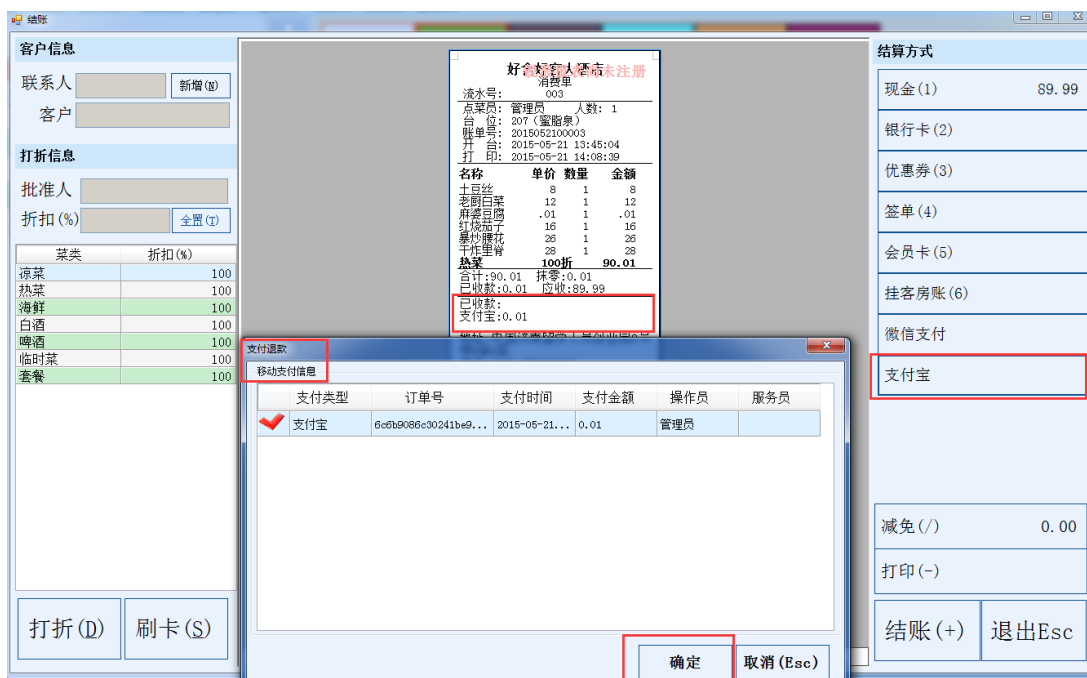 结账
客户信息
联系人 新增(N)
客户
打折信息
批准人
折扣(%) 全置(T)
菜类 折扣(%)
凉菜 100
热菜 100
海鲜 100
白酒 100
啤酒 100
临时菜 100
套餐 100
打折(D) 刷卡(S)
未注册
消费单
流水号: 003
点菜员: 管理员 人数: 1
台 位: 207 (蜜脂泉)
账单号: 2015052100003
开 台: 2015-05-21 13:45:04
打 印: 2015-05-21 14:08:39
名称 单价 数量 金额
土豆丝 8 1 8
老厨白菜 12 1 12
麻婆豆腐 .01 1 .01
红烧茄子 16 1 16
暴炒腰花 26 1 26
干炸里脊 28 1 28
热菜 100折 90.01
合计:90.01 抹零:0.01
已收款:0.01 应收:89.99
已收款:
支付宝:0.01
支付退款
移动支付信息
支付类型 订单号 支付时间 支付金额 操作员 服务员
支付宝 6c6b9086c30241be9... 2015-05-21... 0.01 管理员
确定 取消(Esc)
结算方式
现金(1) 89.99
银行卡(2)
优惠券(3)
签单(4)
会员卡(5)
挂客房账(6)
微信支付
支付宝
减免(/) 0.00
打印(-)
结账(+) 退出Esc